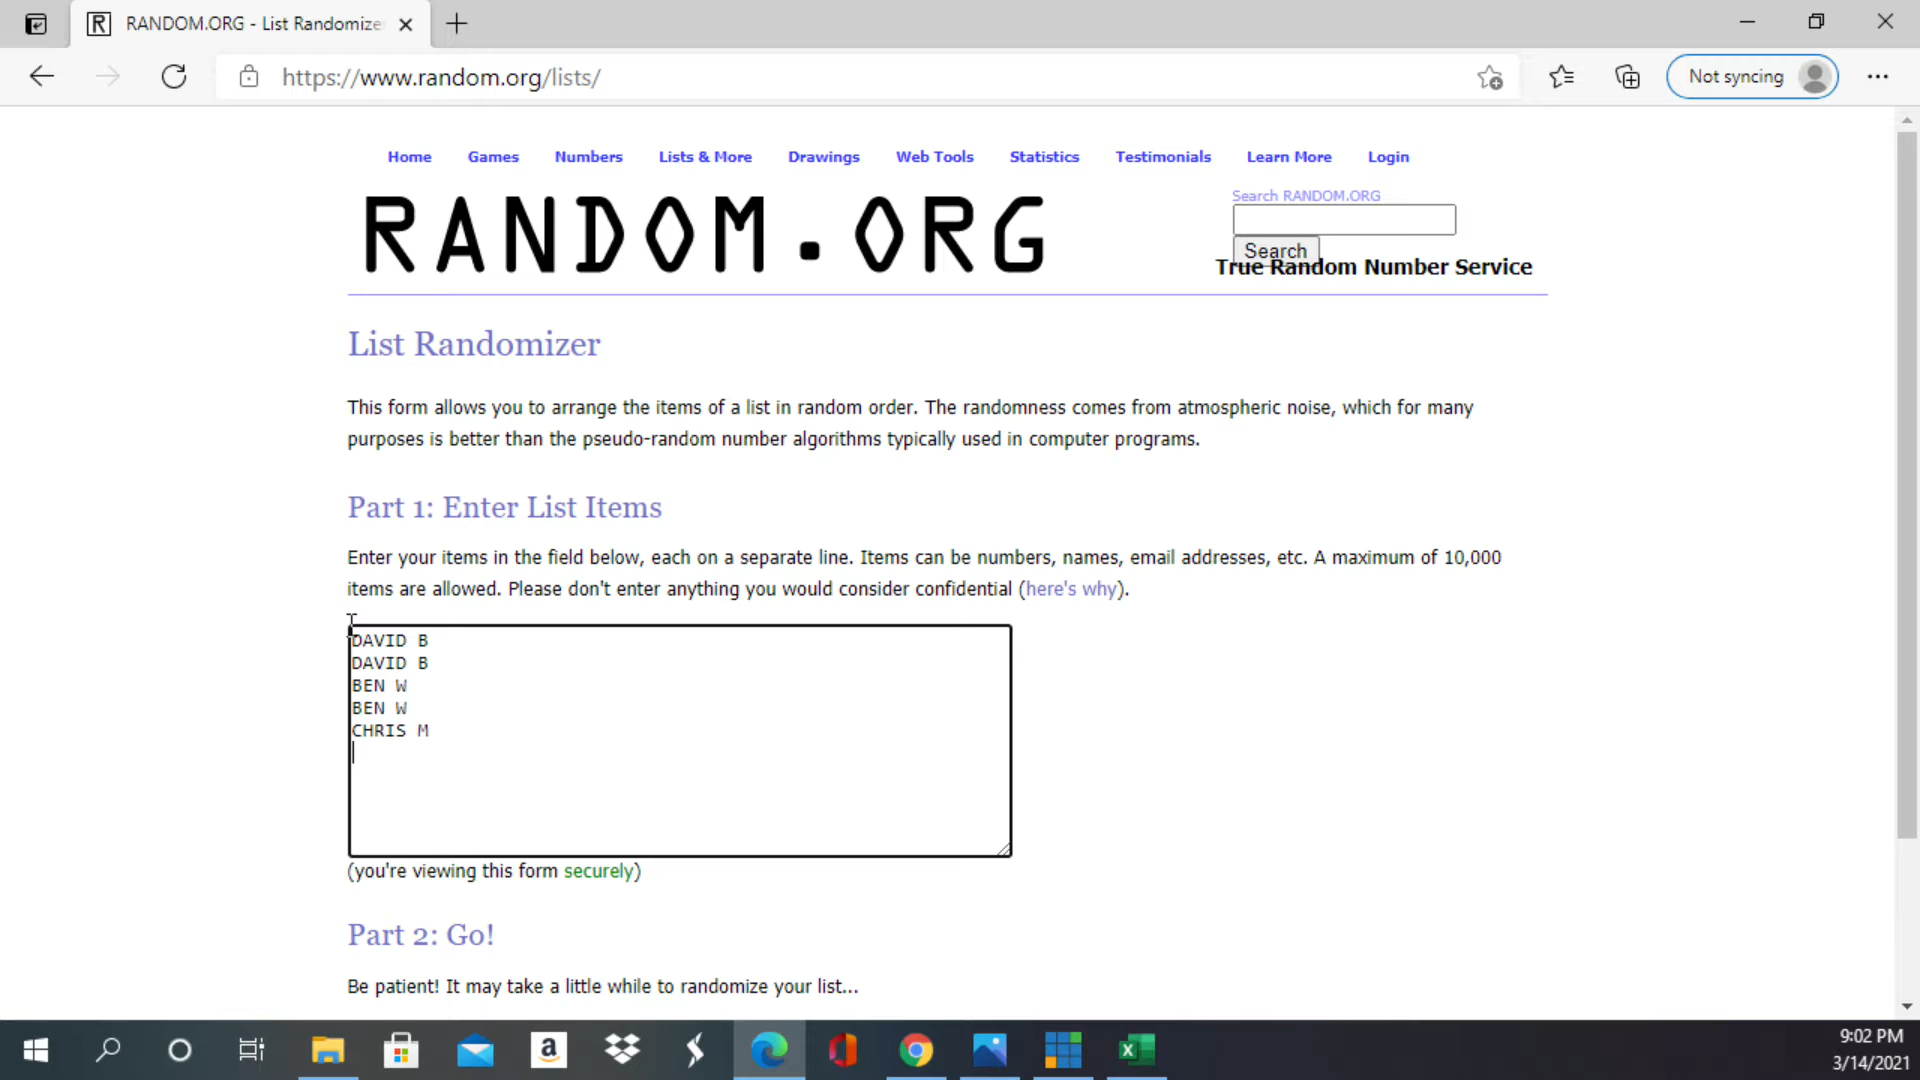 RANDOM.ORG - List Randomize
https://www.random.org/lists/
Not syncing
Home Games Numbers Lists & More Drawings Web Tools Statistics Testimonials Learn More Login
RANDOM.ORG
Search RANDOM.ORG
Search
True Random Number Service
List Randomizer
This form allows you to arrange the items of a list in random order. The randomness comes from atmospheric noise, which for many
purposes is better than the pseudo-random number algorithms typically used in computer programs.
Part 1: Enter List Items
Enter your items in the field below, each on a separate line. Items can be numbers, names, email addresses, etc. A maximum of 10,000
items are allowed. Please don't enter anything you would consider confidential (here's why).
DAVID B
DAVID B
BEN W
BEN W
CHRIS M
(you're viewing this form securely)
Part 2: Go!
Be patient! It may take a little while to randomize your list...
9:02 PM
3/14/2021